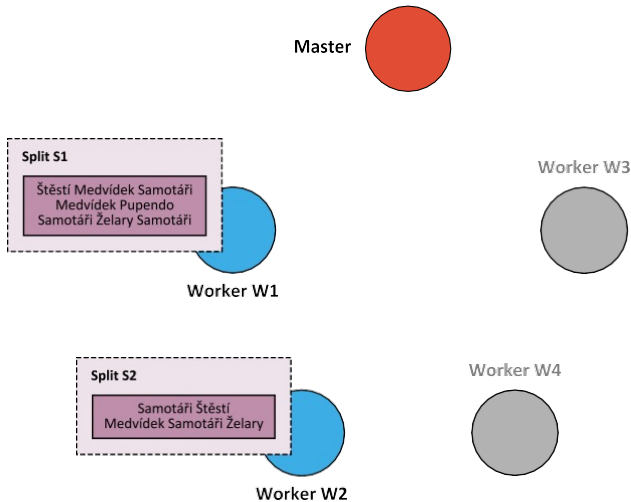 Master
Split S1
Štěstí Medvídek Samotáři
Medvídek Pupendo
Samotáři Želary Samotáři
Worker W3
Worker W1
Split S2
Samotáři Štěstí
Medvídek Samotáři Želary
Worker W4
Worker W2